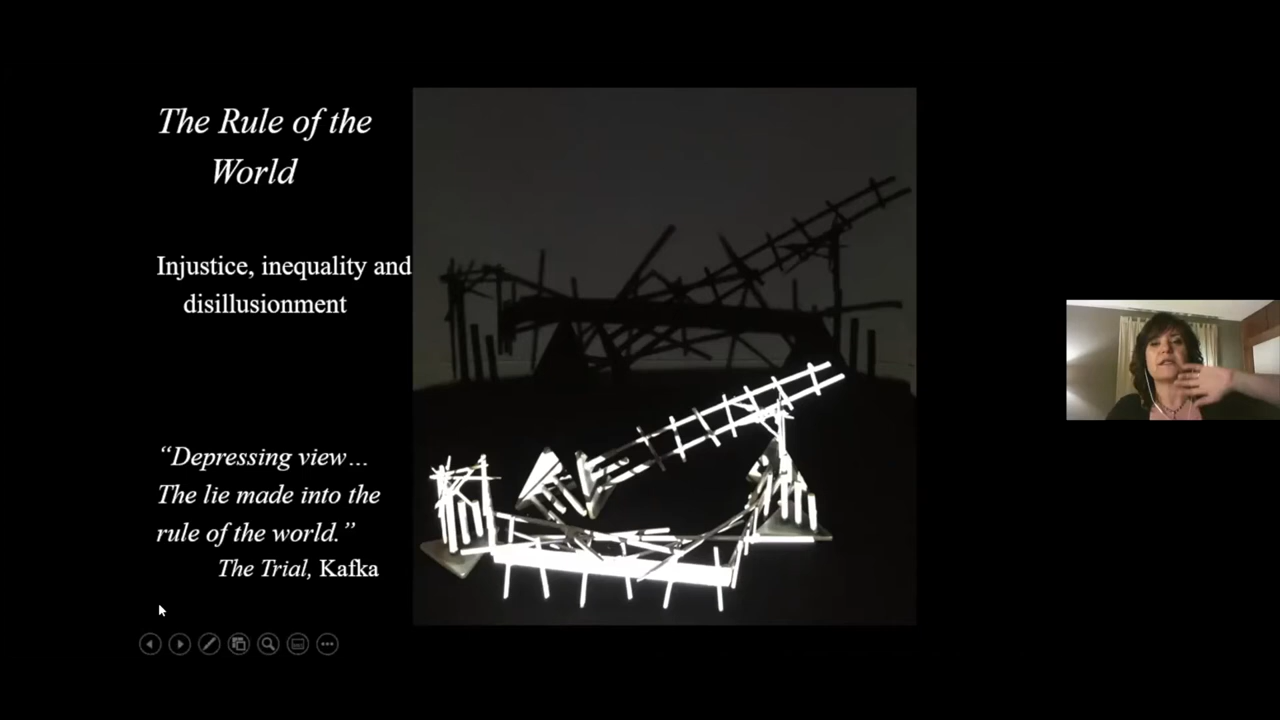 The Rule of the
World
Injustice, inequality and
disillusionment
“Depressing view…
The lie made into the
rule of the world.”
The Trial, Kafka